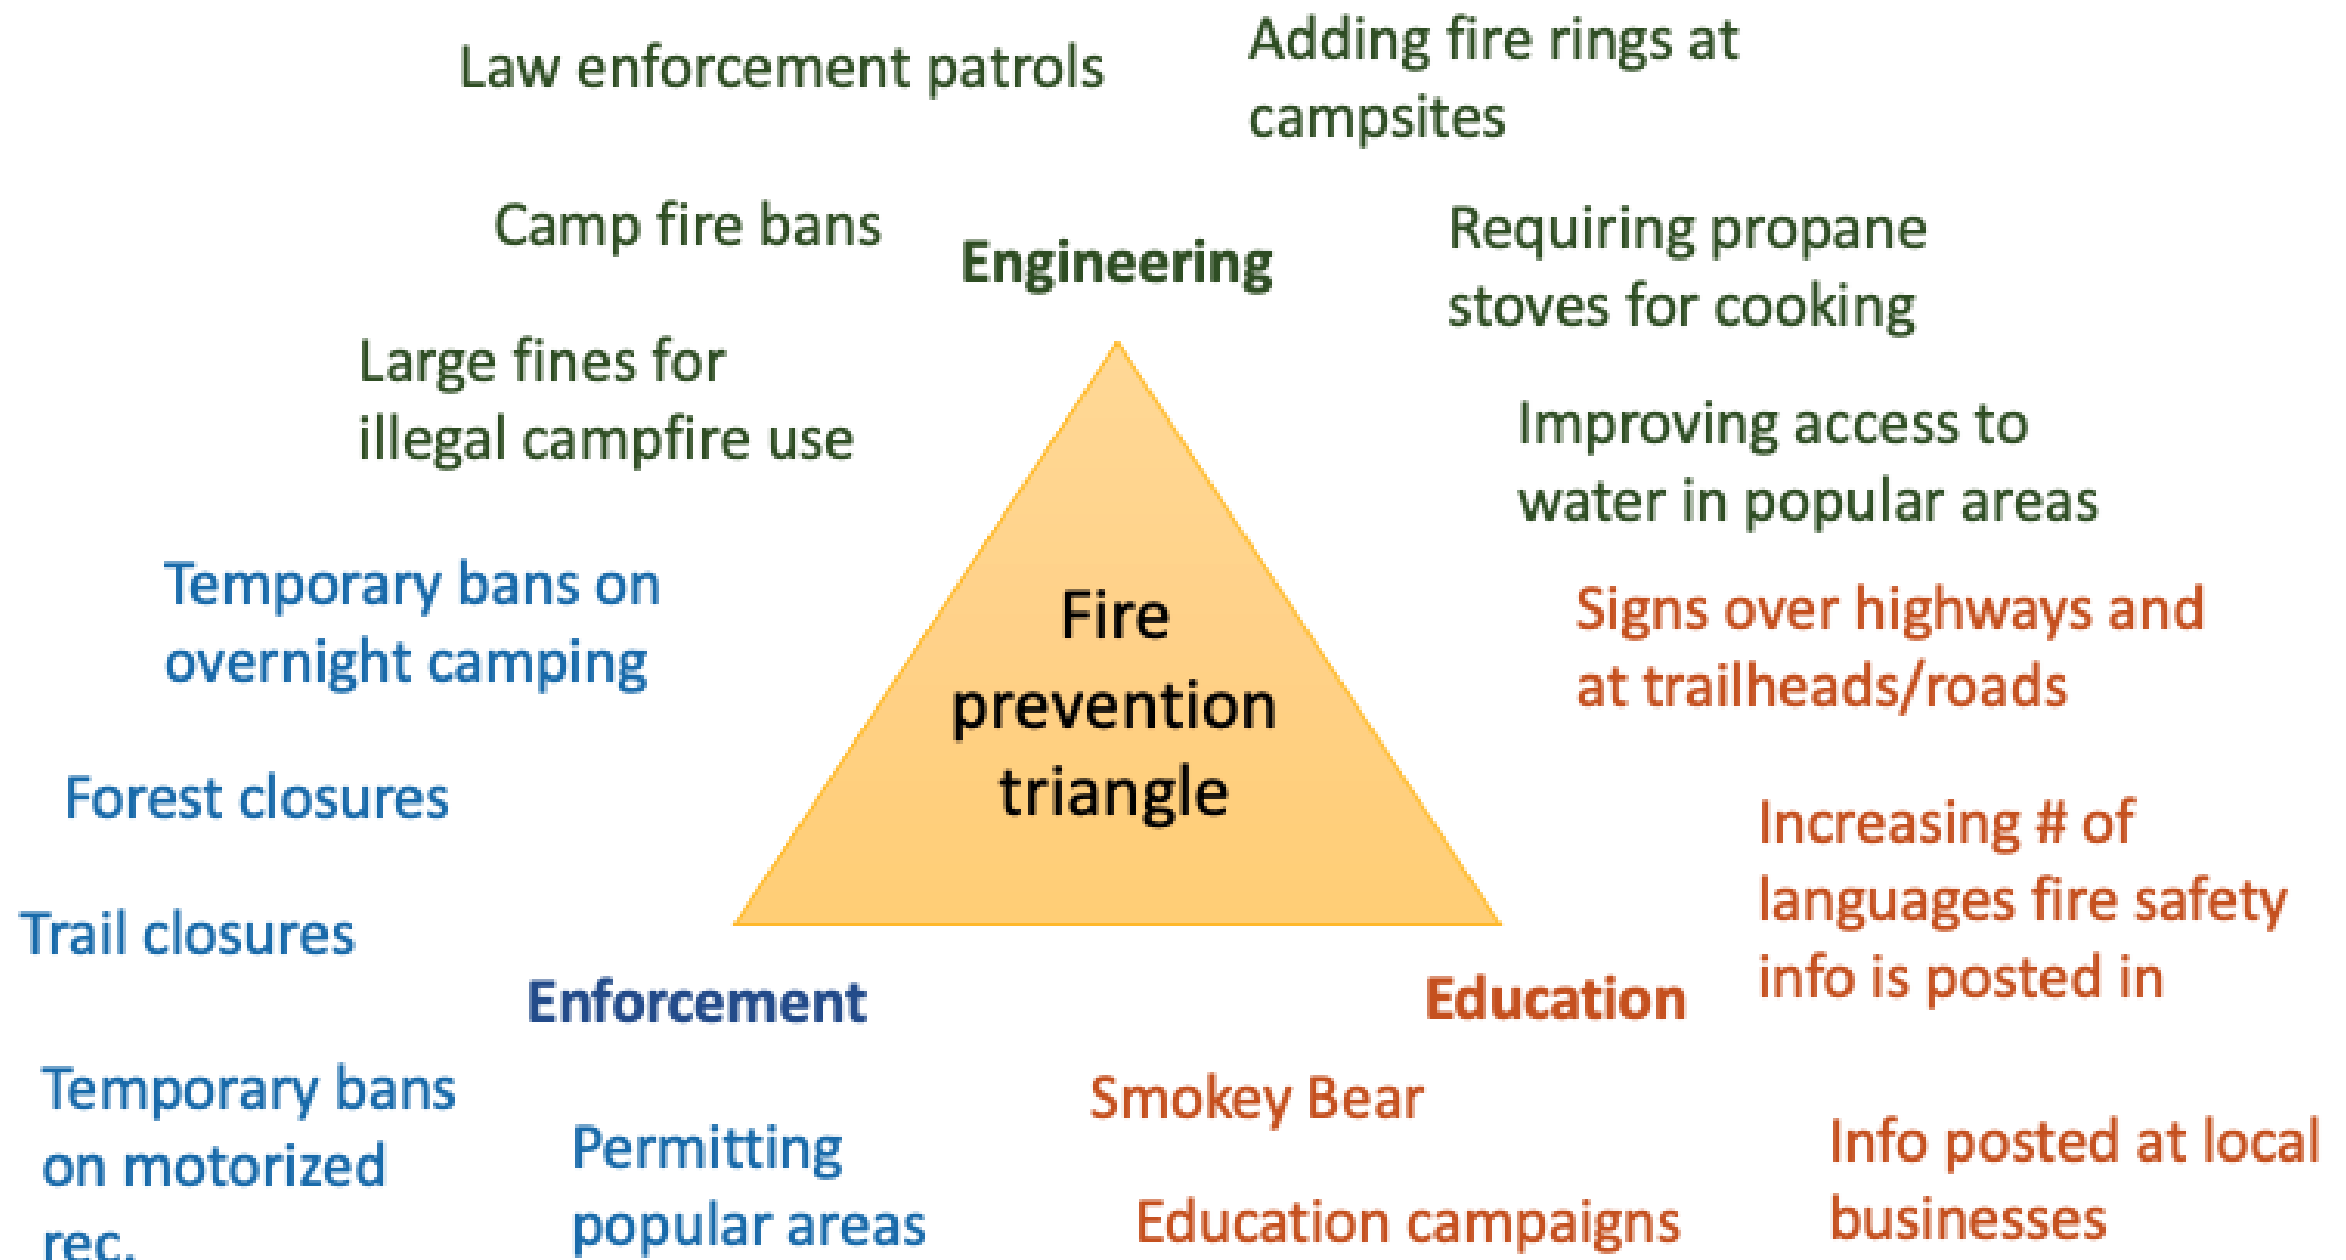 Law enforcement patrols
Adding fire rings at
campsites
Camp fire bans
Engineering
Requiring propane
stoves for cooking
Large fines for
illegal campfire use
Improving access to
water in popular areas
Temporary bans on
overnight camping
Fire
prevention
triangle
Signs over highways and
at trailheads/roads
Forest closures
Increasing # of
languages fire safety
info is posted in
Trail closures
Enforcement
Education
Temporary bans
on motorized
rec.
Permitting
popular areas
Smokey Bear
Education campaigns
Info posted at local
businesses